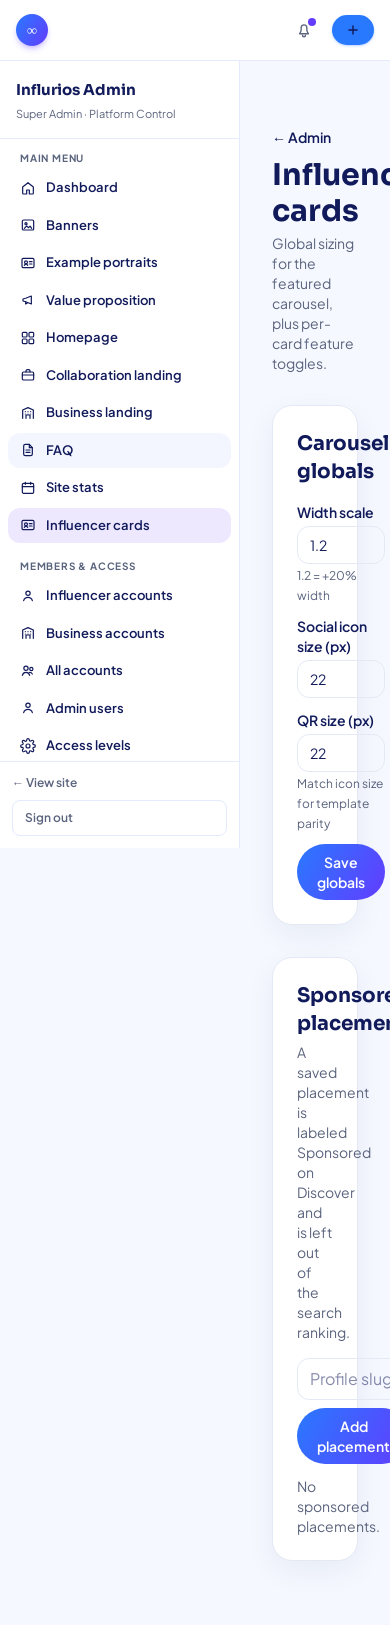 ∞
+
Influrios Admin
Super Admin · Platform Control
MAIN MENU
Dashboard
Banners
Example portraits
Value proposition
Homepage
Collaboration landing
Business landing
FAQ
Site stats
Influencer cards
MEMBERS & ACCESS
Influencer accounts
Business accounts
All accounts
Admin users
Access levels
← View site
Sign out
← Admin
Influenc
cards
Global sizing
for the
featured
carousel,
plus per-
card feature
toggles.
Carousel
globals
Width scale
1.2
1.2 = +20%
width
Social icon
size (px)
22
QR size (px)
22
Match icon size
for template
parity
Save
globals
Sponsore
placemen
A
saved
placement
is
labeled
Sponsored
on
Discover
and
is left
out
of
the
search
ranking.
Profile slug
Add
placement
No
sponsored
placements.